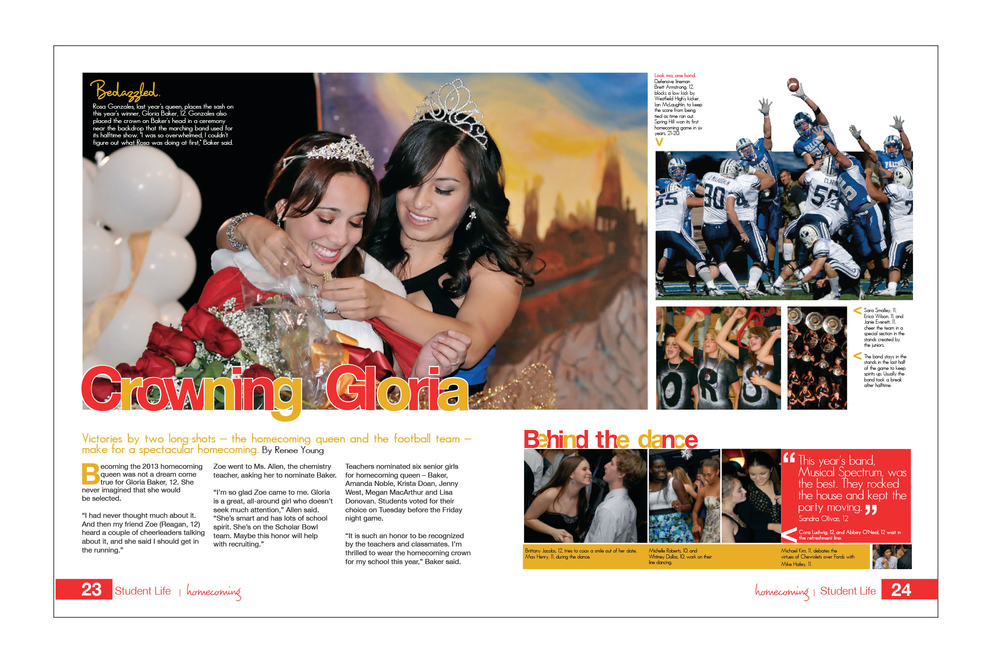 Bedazzled.
Rosa Gonzales, last year's queen, places the sash on
this year's winner, Gloria Baker, 12. Gonzales also
placed the crown on Baker's head in a ceremony
near the backdrop that the marching band used for
its halftime show. "I was so overwhelmed, I couldn't
figure out what Rosa was doing at first," Baker said.
Crowning Gloria
Victories by two long-shots – the homecoming queen and the football team –
make for a spectacular homecoming. By Renee Young
Becoming the 2013 homecoming
queen was not a dream come
true for Gloria Baker, 12. She
never imagined that she would
be selected.
“I had never thought much about it.
And then my friend Zoe (Reagan, 12)
heard a couple of cheerleaders talking
about it, and she said I should get in
the running.”
Zoe went to Ms. Allen, the chemistry
teacher, asking her to nominate Baker.
“I’m so glad Zoe came to me. Gloria
is a great, all-around girl who doesn’t
seek much attention,” Allen said.
“She’s smart and has lots of school
spirit. She’s on the Scholar Bowl
team. Maybe this honor will help
with recruiting.”
Teachers nominated six senior girls
for homecoming queen – Baker,
Amanda Noble, Krista Doan, Jenny
West, Megan MacArthur and Lisa
Donovan. Students voted for their
choice on Tuesday before the Friday
night game.
“It is such an honor to be recognized
by the teachers and classmates. I’m
thrilled to wear the homecoming crown
for my school this year,” Baker said.
23 Student Life | homecoming
Look ma, one hand.
Defensive lineman
Brett Armstrong, 12,
blocks a low kick by
Westfield High's kicker,
Ian McLaughlin, to keep
the score from being
tied as time ran out.
Spring Hill won its first
homecoming game in six
years, 21-20.
FALCONS
FALCONS
J. MCLAUGHLIN
CLARK
55
80
4
59
75
7
O R U
Sara Smalley, 11,
Erica Wilson, 11, and
Janie Everett, 11,
cheer the team in a
special section in the
stands created by
the juniors.
The band stays in the
stands in the last half
of the game to keep
spirits up. Usually the
band took a break
after halftime.
Behind the dance
“This year's band,
Musical Spectrum, was
the best. They rocked
the house and kept the
party moving.”
Sandra Olivas, 12
Cara Ludwig, 12, and Abbey O'Neal, 12 wait in
the refreshment line.
Brittany Jacobs, 12, tries to coax a smile out of her date,
Max Henry, 11, during the dance.
Michelle Roberts, 10, and
Whitney Dallas, 10, work on their
line dancing.
Michael Kim, 11, debates the
virtues of Chevrolets over Fords with
Mike Hailey, 11.
homecoming | Student Life 24